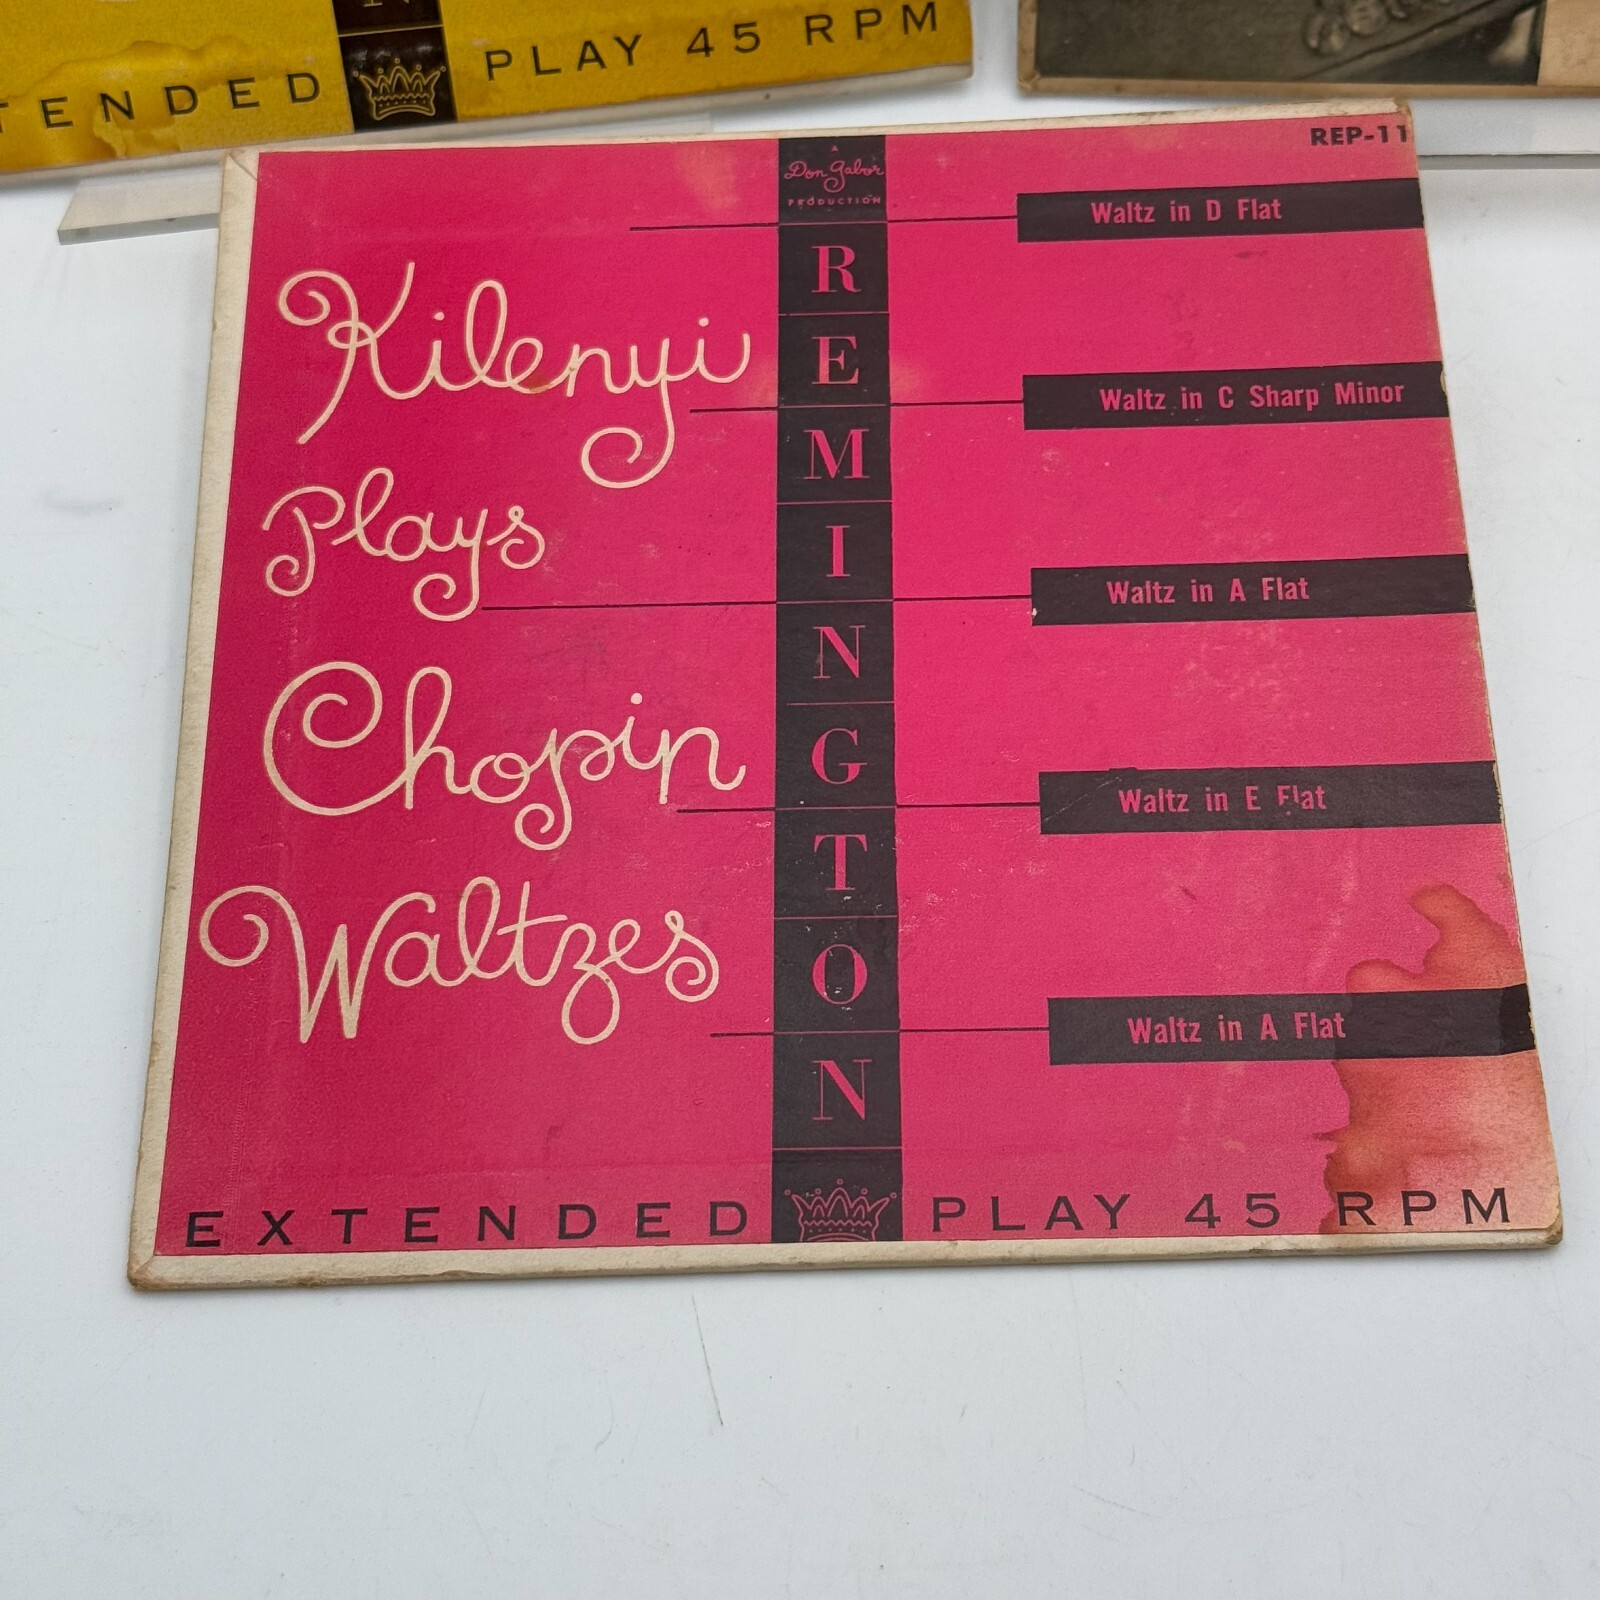 N
TENDED PLAY 45 RPM
REP-11
A
Don Gabor
PRODUCTION
REMINGTON
Kilenyi
Plays
Chopin
Waltzes
Waltz in D Flat
Waltz in C Sharp Minor
Waltz in A Flat
Waltz in E Flat
Waltz in A Flat
EXTENDED PLAY 45 RPM